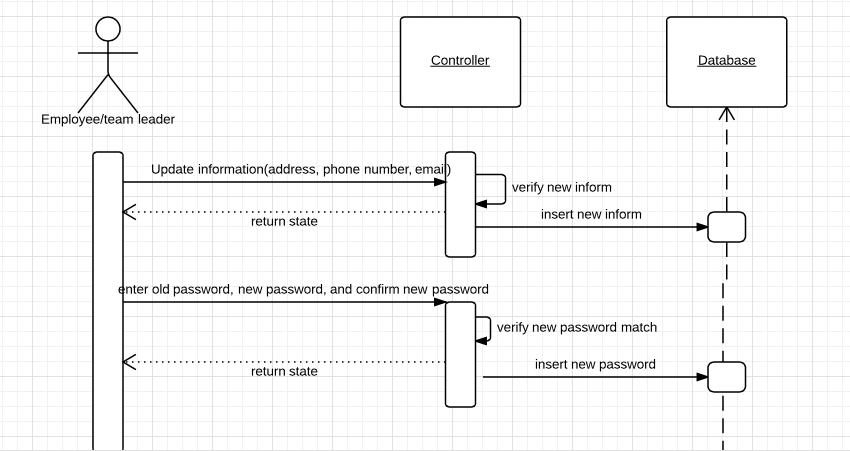 Controller
Database
Employee/team leader
Update information(address, phone number, email)
verify new inform
insert new inform
return state
enter old password, new password, and confirm new password
verify new password match
insert new password
return state